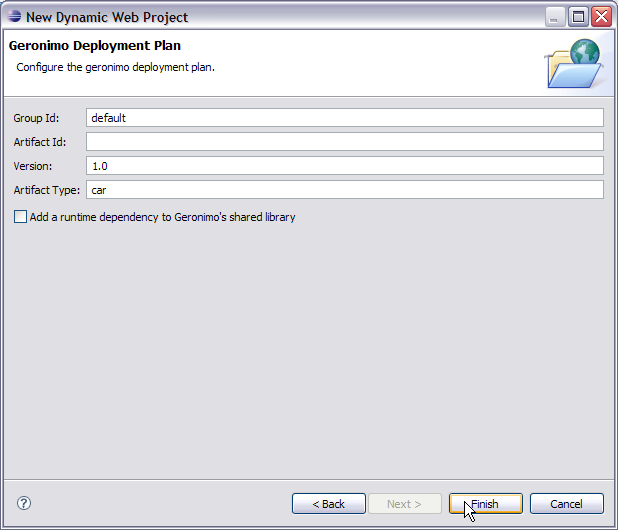 New Dynamic Web Project
Geronimo Deployment Plan
Configure the geronimo deployment plan.
Group Id: default
Artifact Id:
Version: 1.0
Artifact Type: car
Add a runtime dependency to Geronimo's shared library
? < Back Next > Finish Cancel